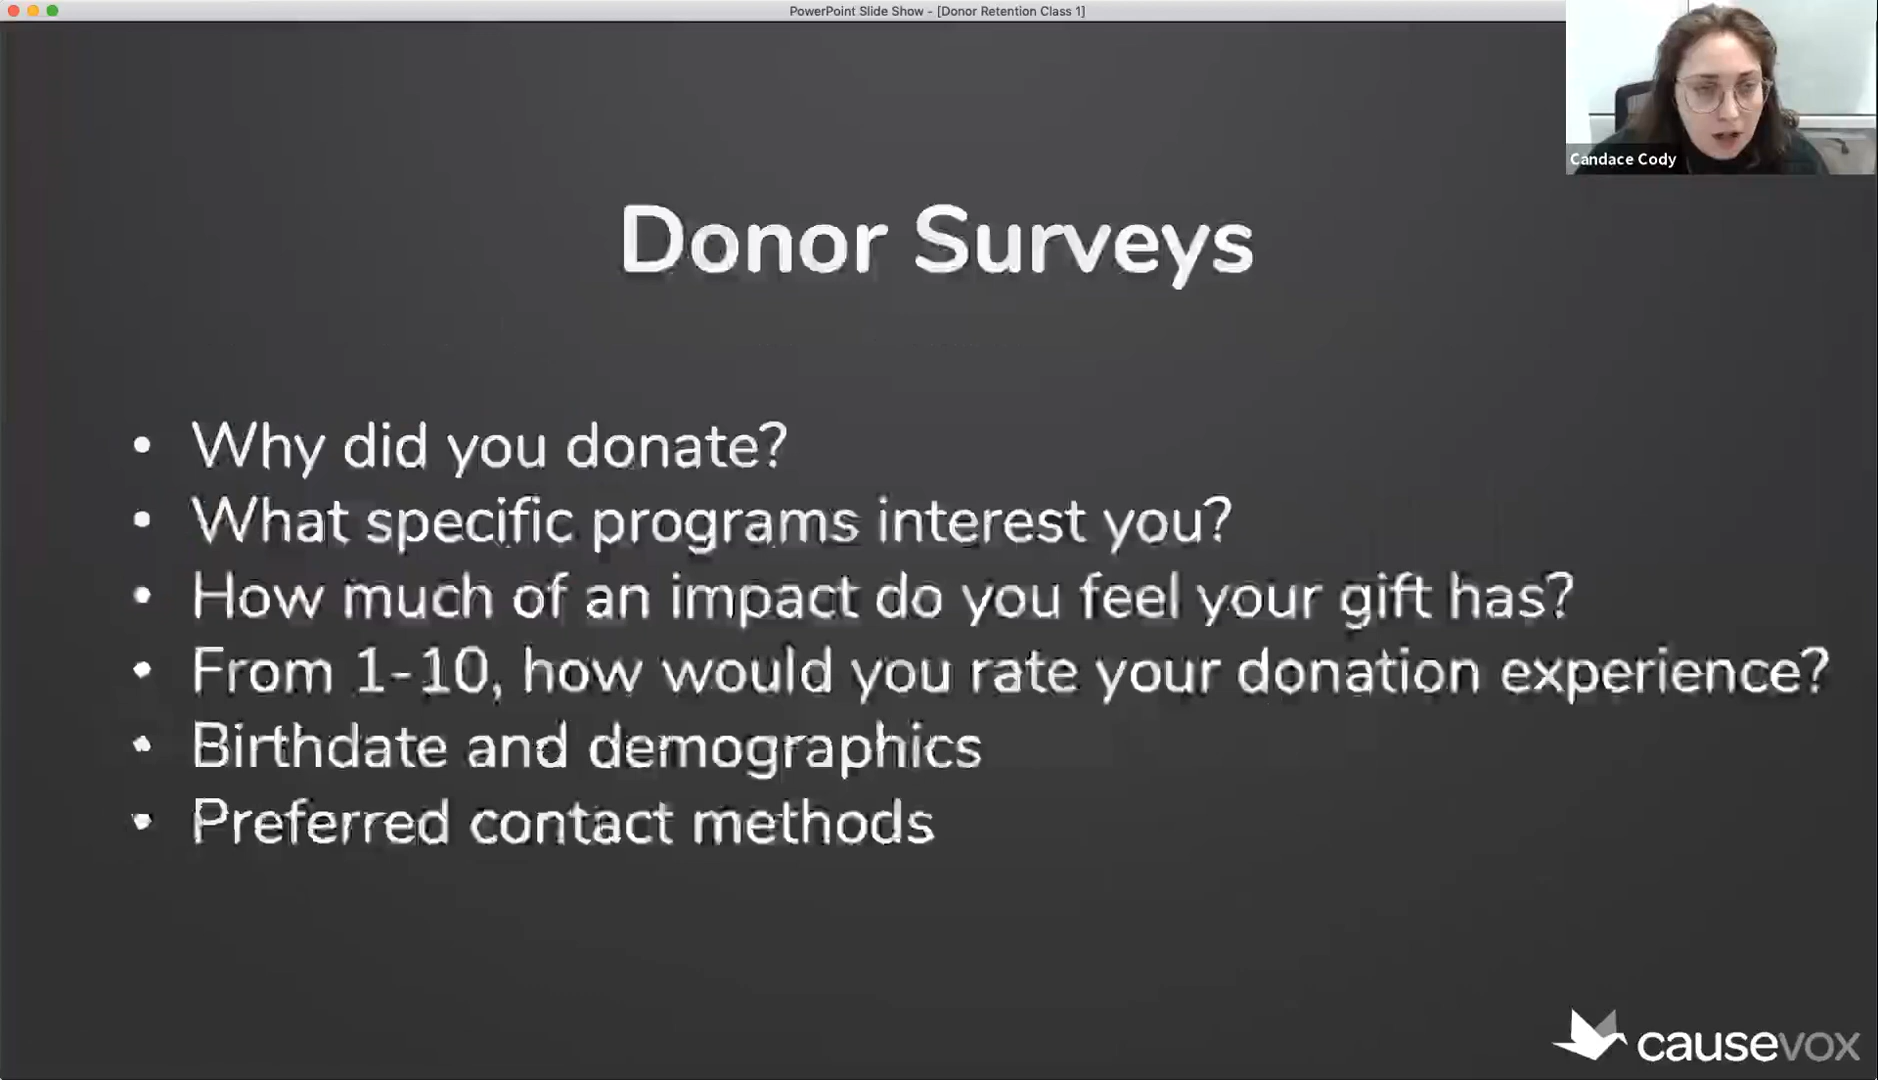 PowerPoint Slide Show - [Donor Retention Class 1]
Candace Cody
Donor Surveys
• Why did you donate?
• What specific programs interest you?
• How much of an impact do you feel your gift has?
• From 1-10, how would you rate your donation experience?
• Birthdate and demographics
• Preferred contact methods
causevox